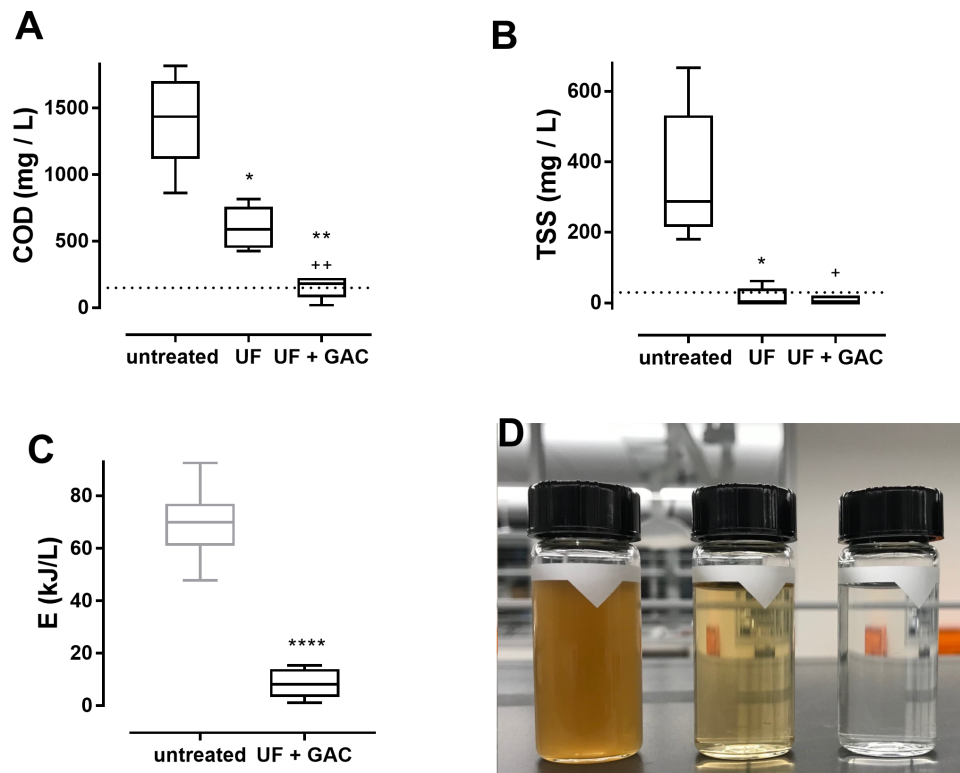 A
COD (mg / L)
1500
1000
500
0
*
**
++
untreated UF UF + GAC
B
TSS (mg / L)
600
400
200
0
*
+
untreated UF UF + GAC
C
E (kJ/L)
80
60
40
20
0
****
untreated UF + GAC
D